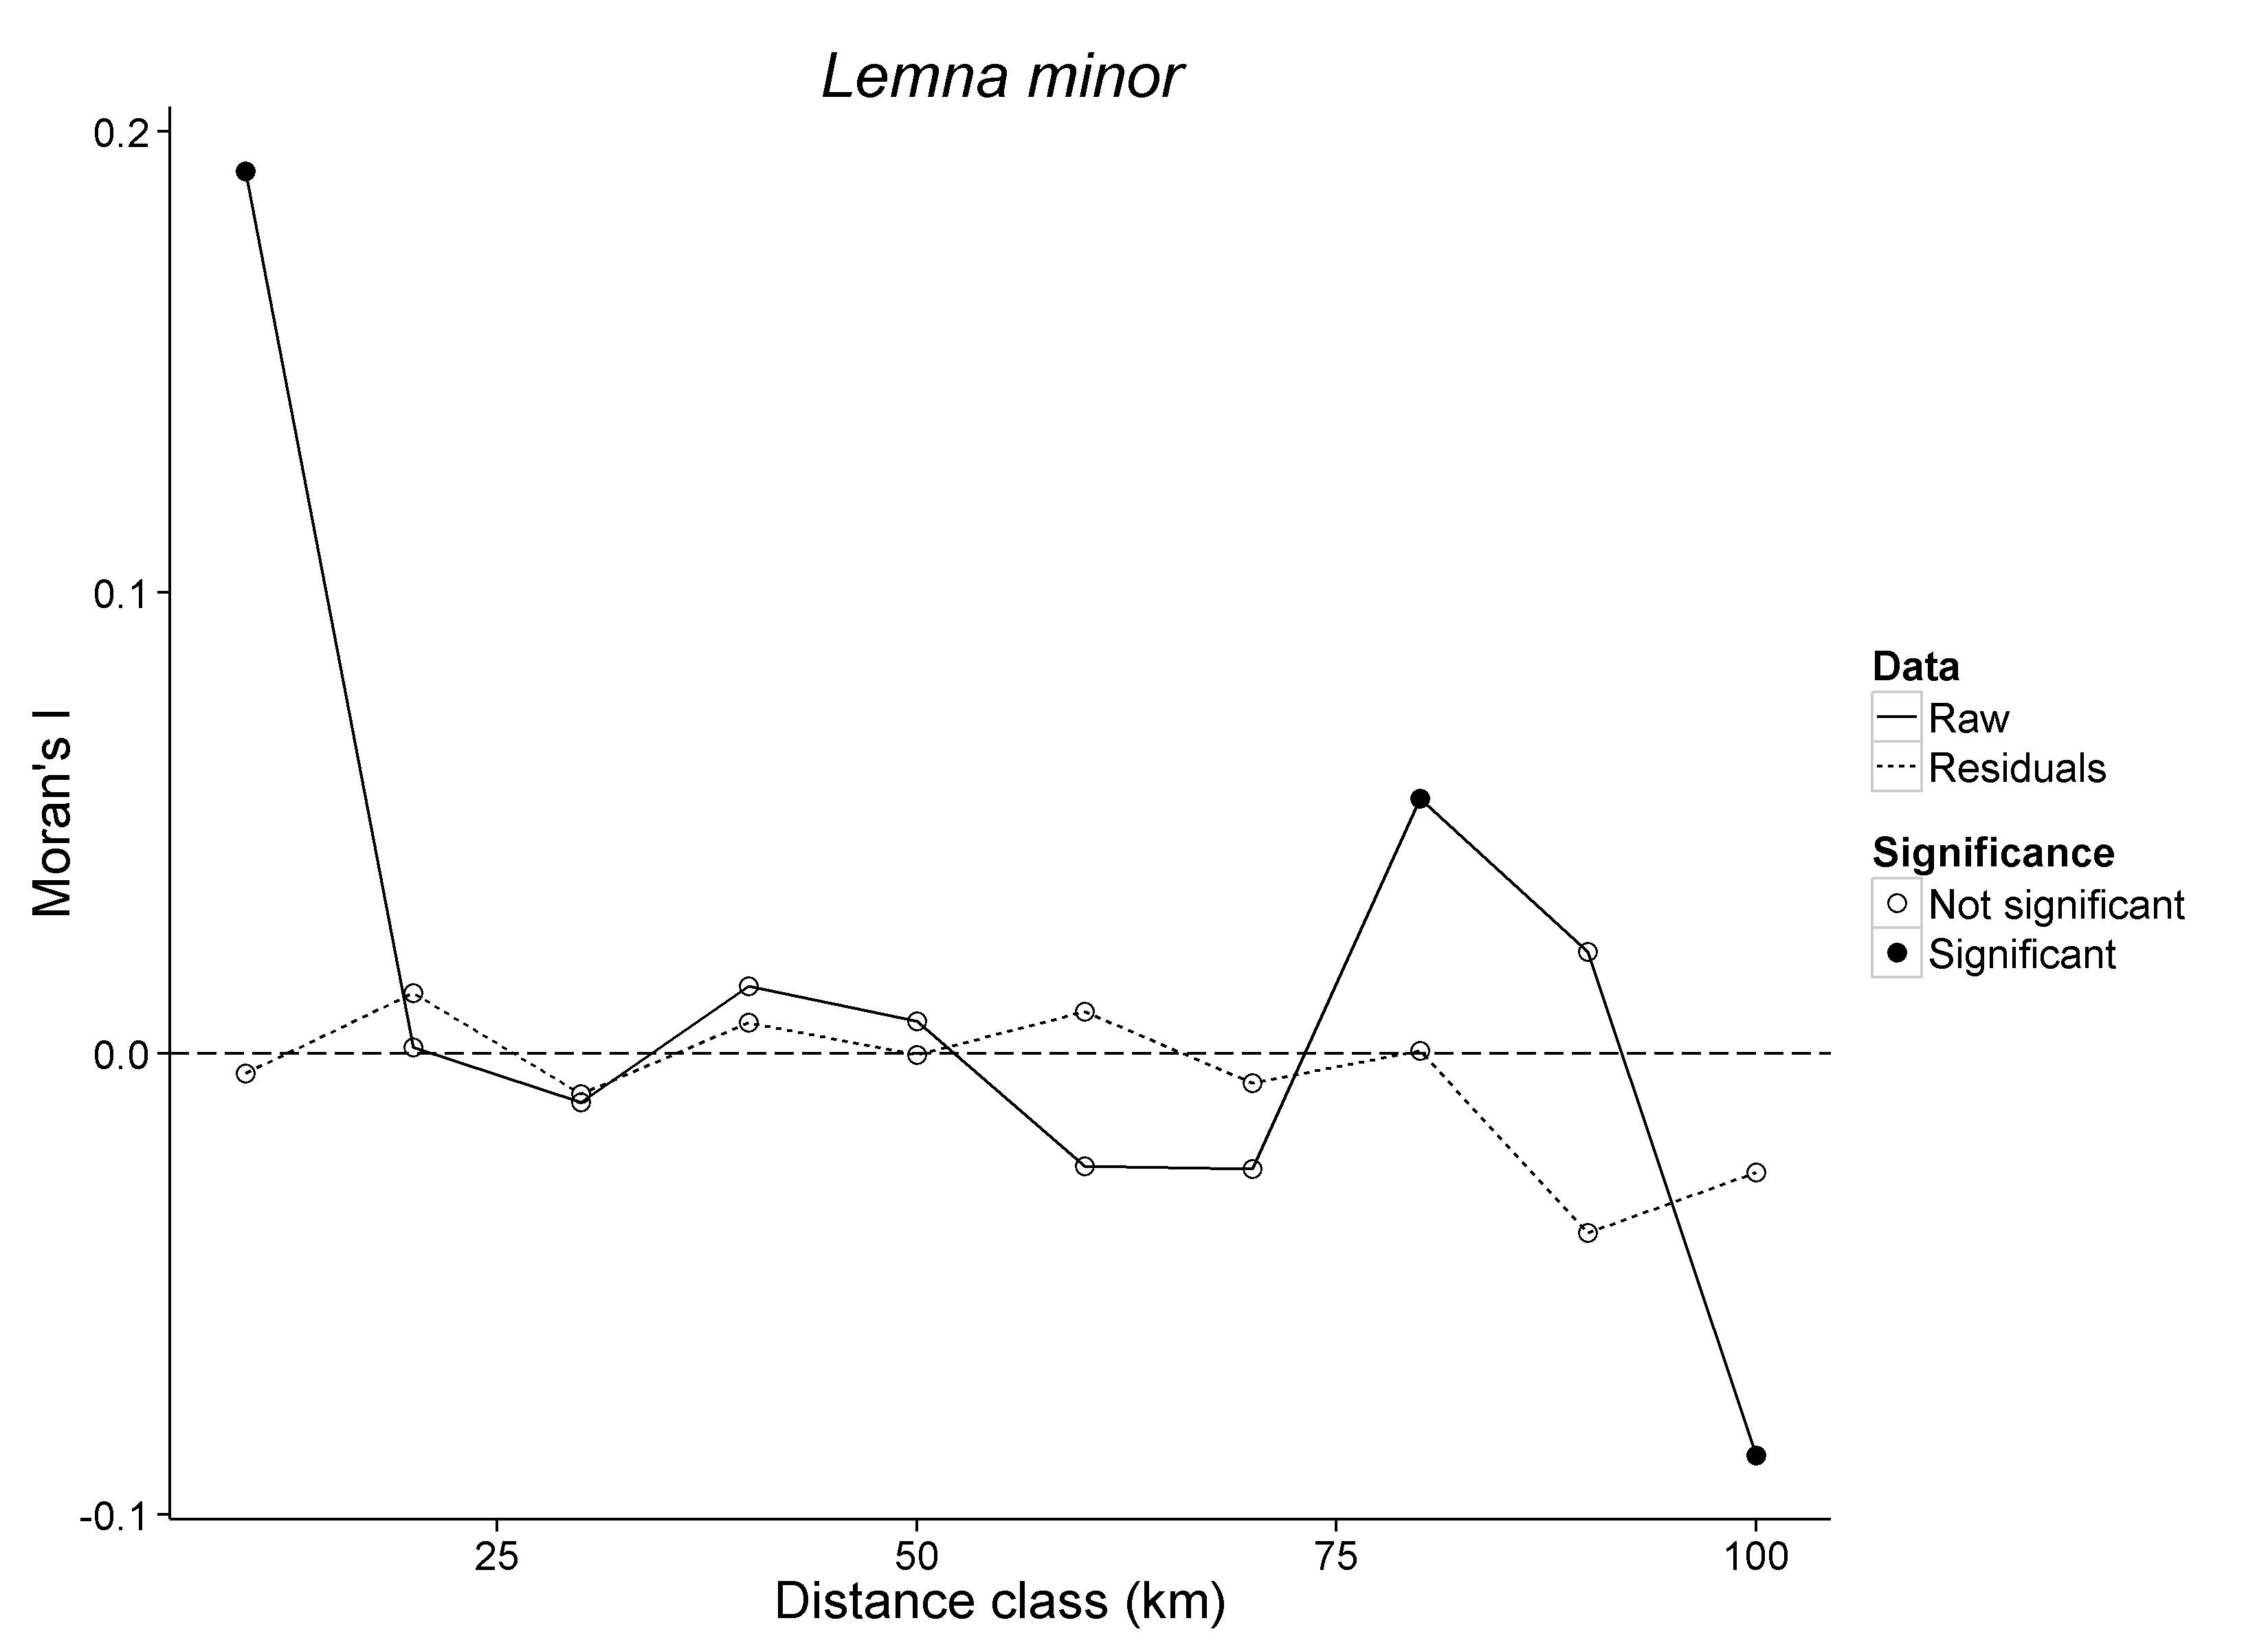 Lemna minor
0.2
0.1
0.0
-0.1
Moran's I
25 50 75 100
Distance class (km)
Data
Raw
Residuals
Significance
Not significant
Significant